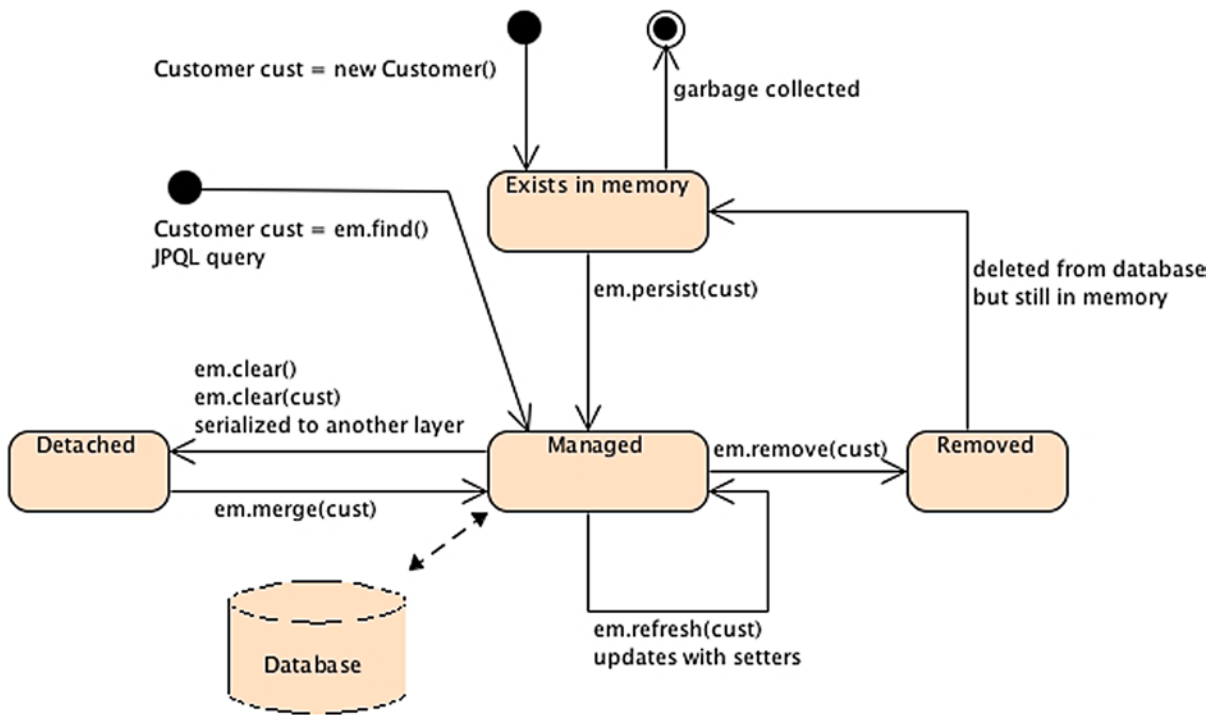 Customer cust = new Customer()
garbage collected
Exists in memory
Customer cust = em.find()
JPQL query
deleted from database
but still in memory
em.persist(cust)
em.clear()
em.clear(cust)
serialized to another layer
Detached
Managed
em.remove(cust)
Removed
em.merge(cust)
em.refresh(cust)
updates with setters
Database